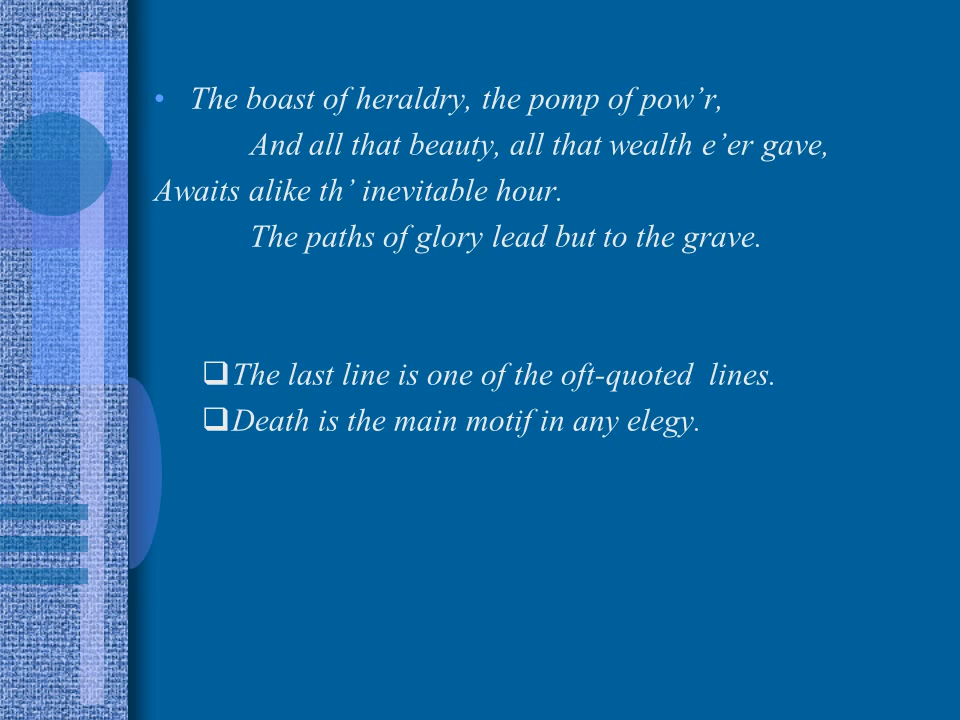 • The boast of heraldry, the pomp of pow’r,
And all that beauty, all that wealth e’er gave,
Awaits alike th’ inevitable hour.
The paths of glory lead but to the grave.
❑The last line is one of the oft-quoted  lines.
❑Death is the main motif in any elegy.